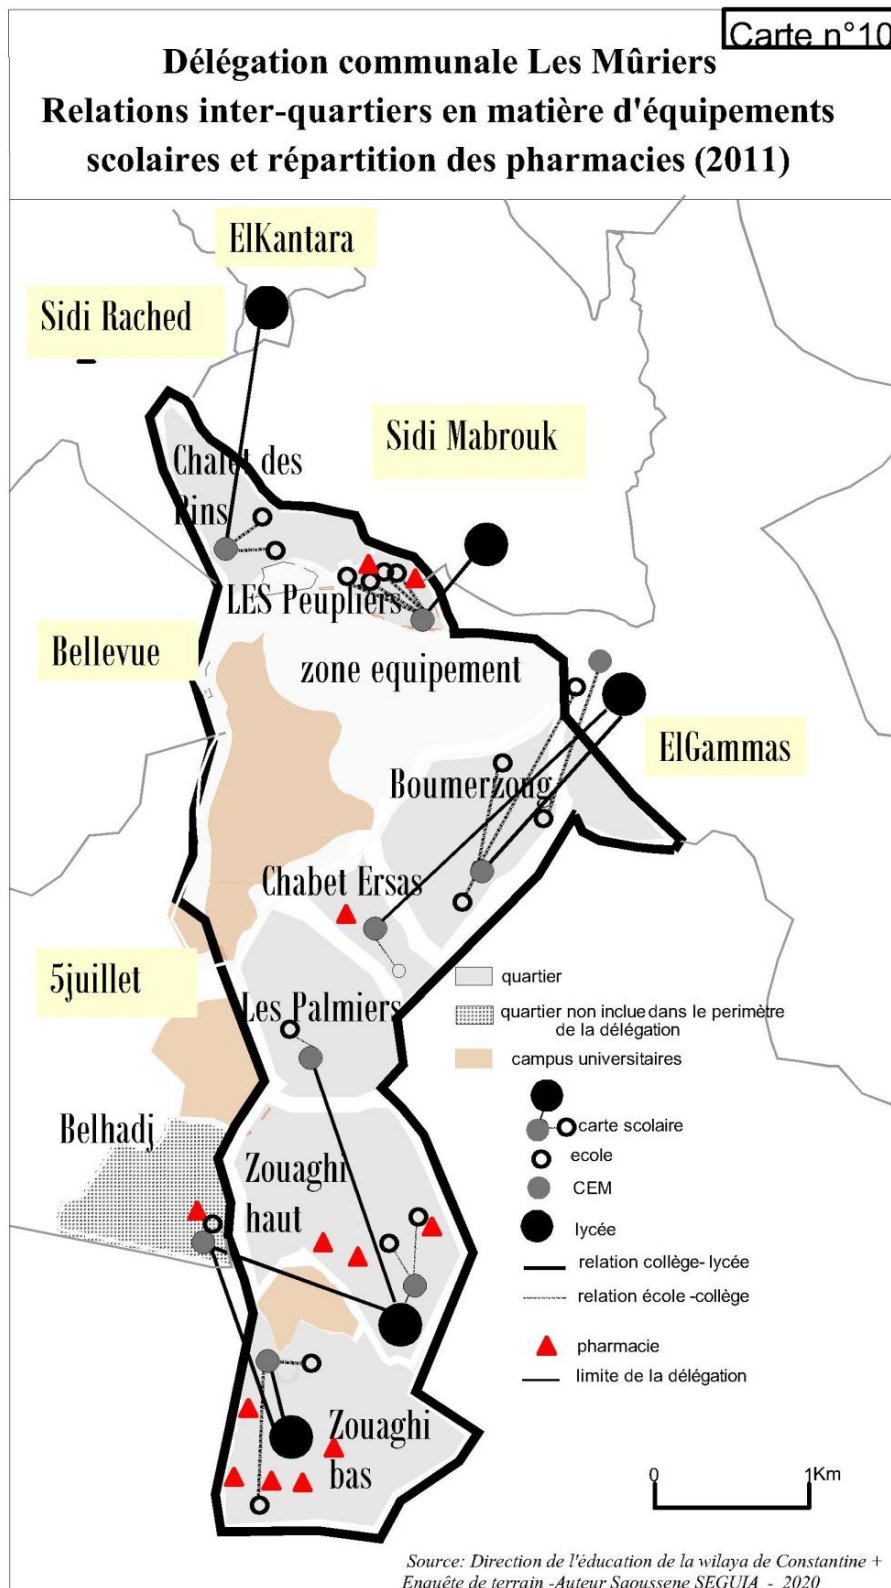 Carte n°10
Délégation communale Les Mûriers
Relations inter-quartiers en matière d'équipements
scolaires et répartition des pharmacies (2011)
ElKantara
Sidi Rached
Sidi Mabrouk
Chalet des
Pins
LES Peupliers
Bellevue
zone equipement
ElGammas
Boumerzoug
Chabet Ersas
5juillet
Les Palmiers
quartier
quartier non inclue dans le perimètre
de la délégation
campus universitaires
Belhadj
carte scolaire
ecole
Zouaghi
haut
CEM
lycée
relation collège- lycée
relation école -collège
pharmacie
limite de la délégation
Zouaghi
bas
0 1Km
Source: Direction de l'éducation de la wilaya de Constantine +
Enquête de terrain -Auteur Saoussene SEGUIA - 2020